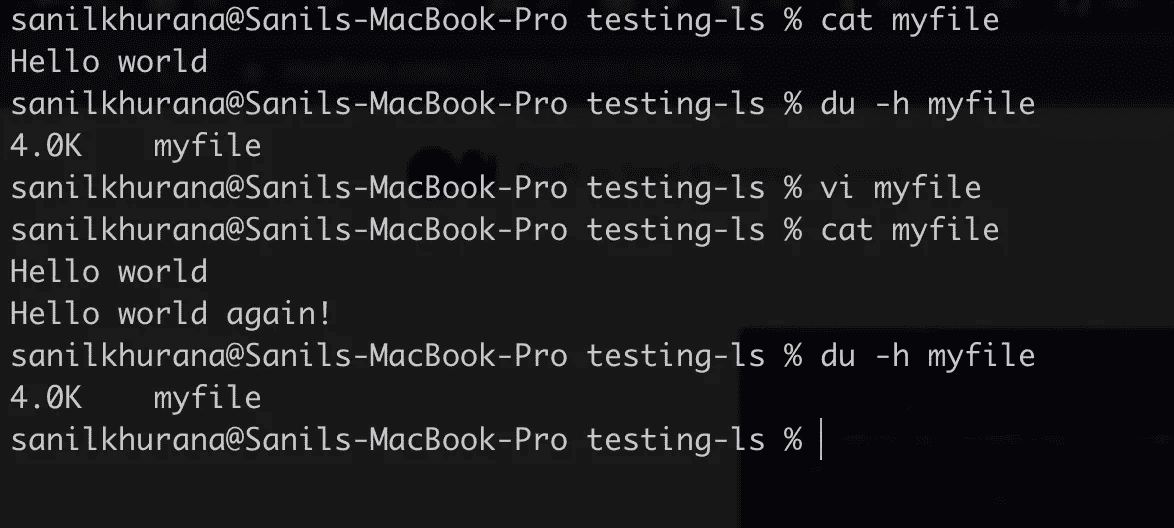 sanilkhurana@Sanils-MacBook-Pro testing-ls % cat myfile
Hello world
sanilkhurana@Sanils-MacBook-Pro testing-ls % du -h myfile
4.0K    myfile
sanilkhurana@Sanils-MacBook-Pro testing-ls % vi myfile
sanilkhurana@Sanils-MacBook-Pro testing-ls % cat myfile
Hello world
Hello world again!
sanilkhurana@Sanils-MacBook-Pro testing-ls % du -h myfile
4.0K    myfile
sanilkhurana@Sanils-MacBook-Pro testing-ls %